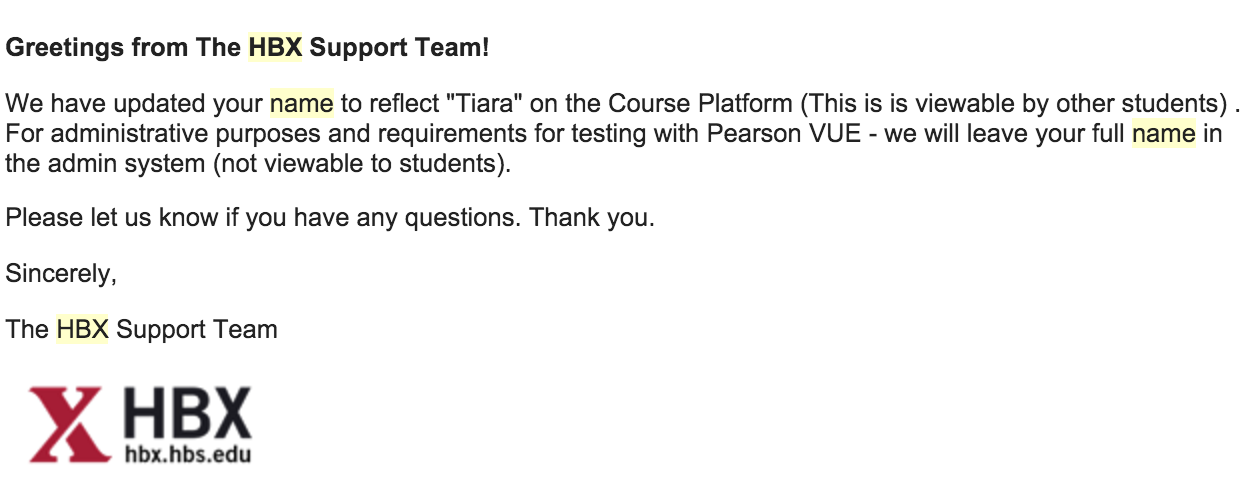 Greetings from The HBX Support Team!
We have updated your name to reflect "Tiara" on the Course Platform (This is is viewable by other students) .
For administrative purposes and requirements for testing with Pearson VUE - we will leave your full name in
the admin system (not viewable to students).
Please let us know if you have any questions. Thank you.
Sincerely,
The HBX Support Team
X HBX
hbx.hbs.edu